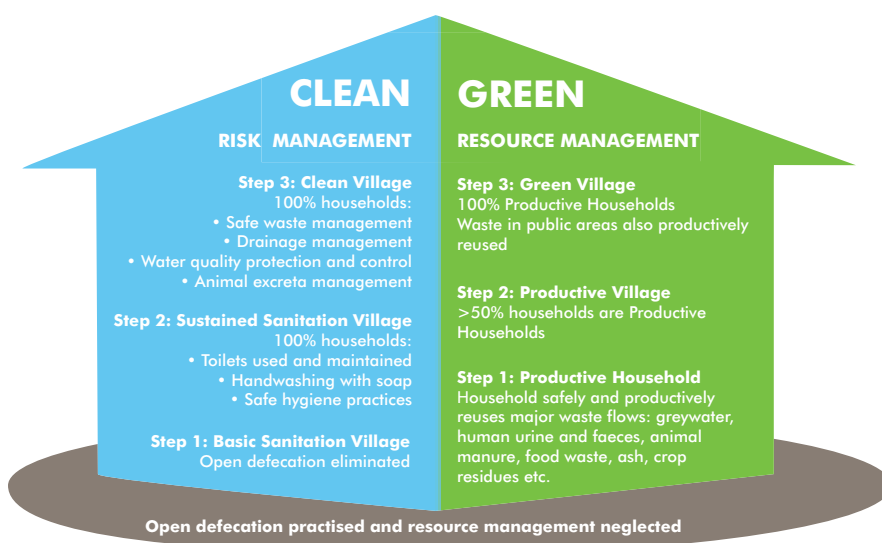 CLEAN
RISK MANAGEMENT
Step 3: Clean Village
100% households:
• Safe waste management
• Drainage management
• Water quality protection and control
• Animal excreta management
Step 2: Sustained Sanitation Village
100% households:
• Toilets used and maintained
• Handwashing with soap
• Safe hygiene practices
Step 1: Basic Sanitation Village
Open defecation eliminated
GREEN
RESOURCE MANAGEMENT
Step 3: Green Village
100% Productive Households
Waste in public areas also productively
reused
Step 2: Productive Village
>50% households are Productive
Households
Step 1: Productive Household
Household safely and productively
reuses major waste flows: greywater,
human urine and faeces, animal
manure, food waste, ash, crop
residues etc.
Open defecation practised and resource management neglected